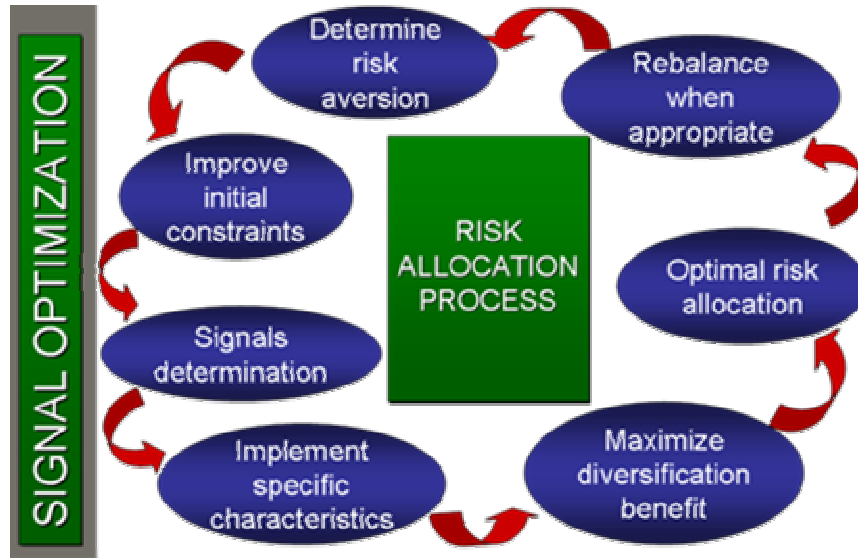 SIGNAL OPTIMIZATION
Determine
risk
aversion
Rebalance
when
appropriate
Improve
initial
constraints
RISK
ALLOCATION
PROCESS
Optimal risk
allocation
Signals
determination
Implement
specific
characteristics
Maximize
diversification
benefit